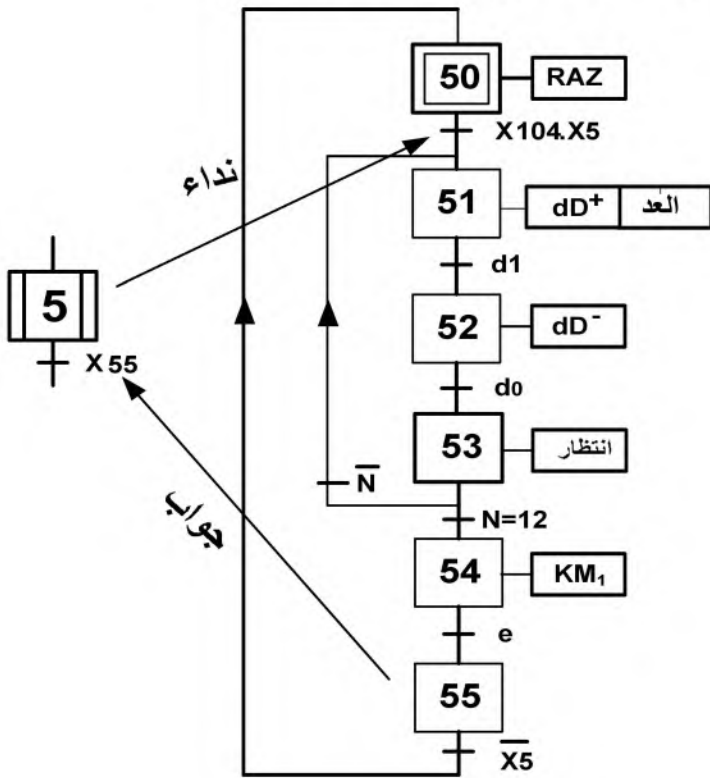 50 RAZ
X104.X5
نداء
51 dD⁺ العد
d1
5
52 dD⁻
X55
d0
53 انتظار
N̅
جواب
N=12
54 KM₁
e
55
X̅5̅